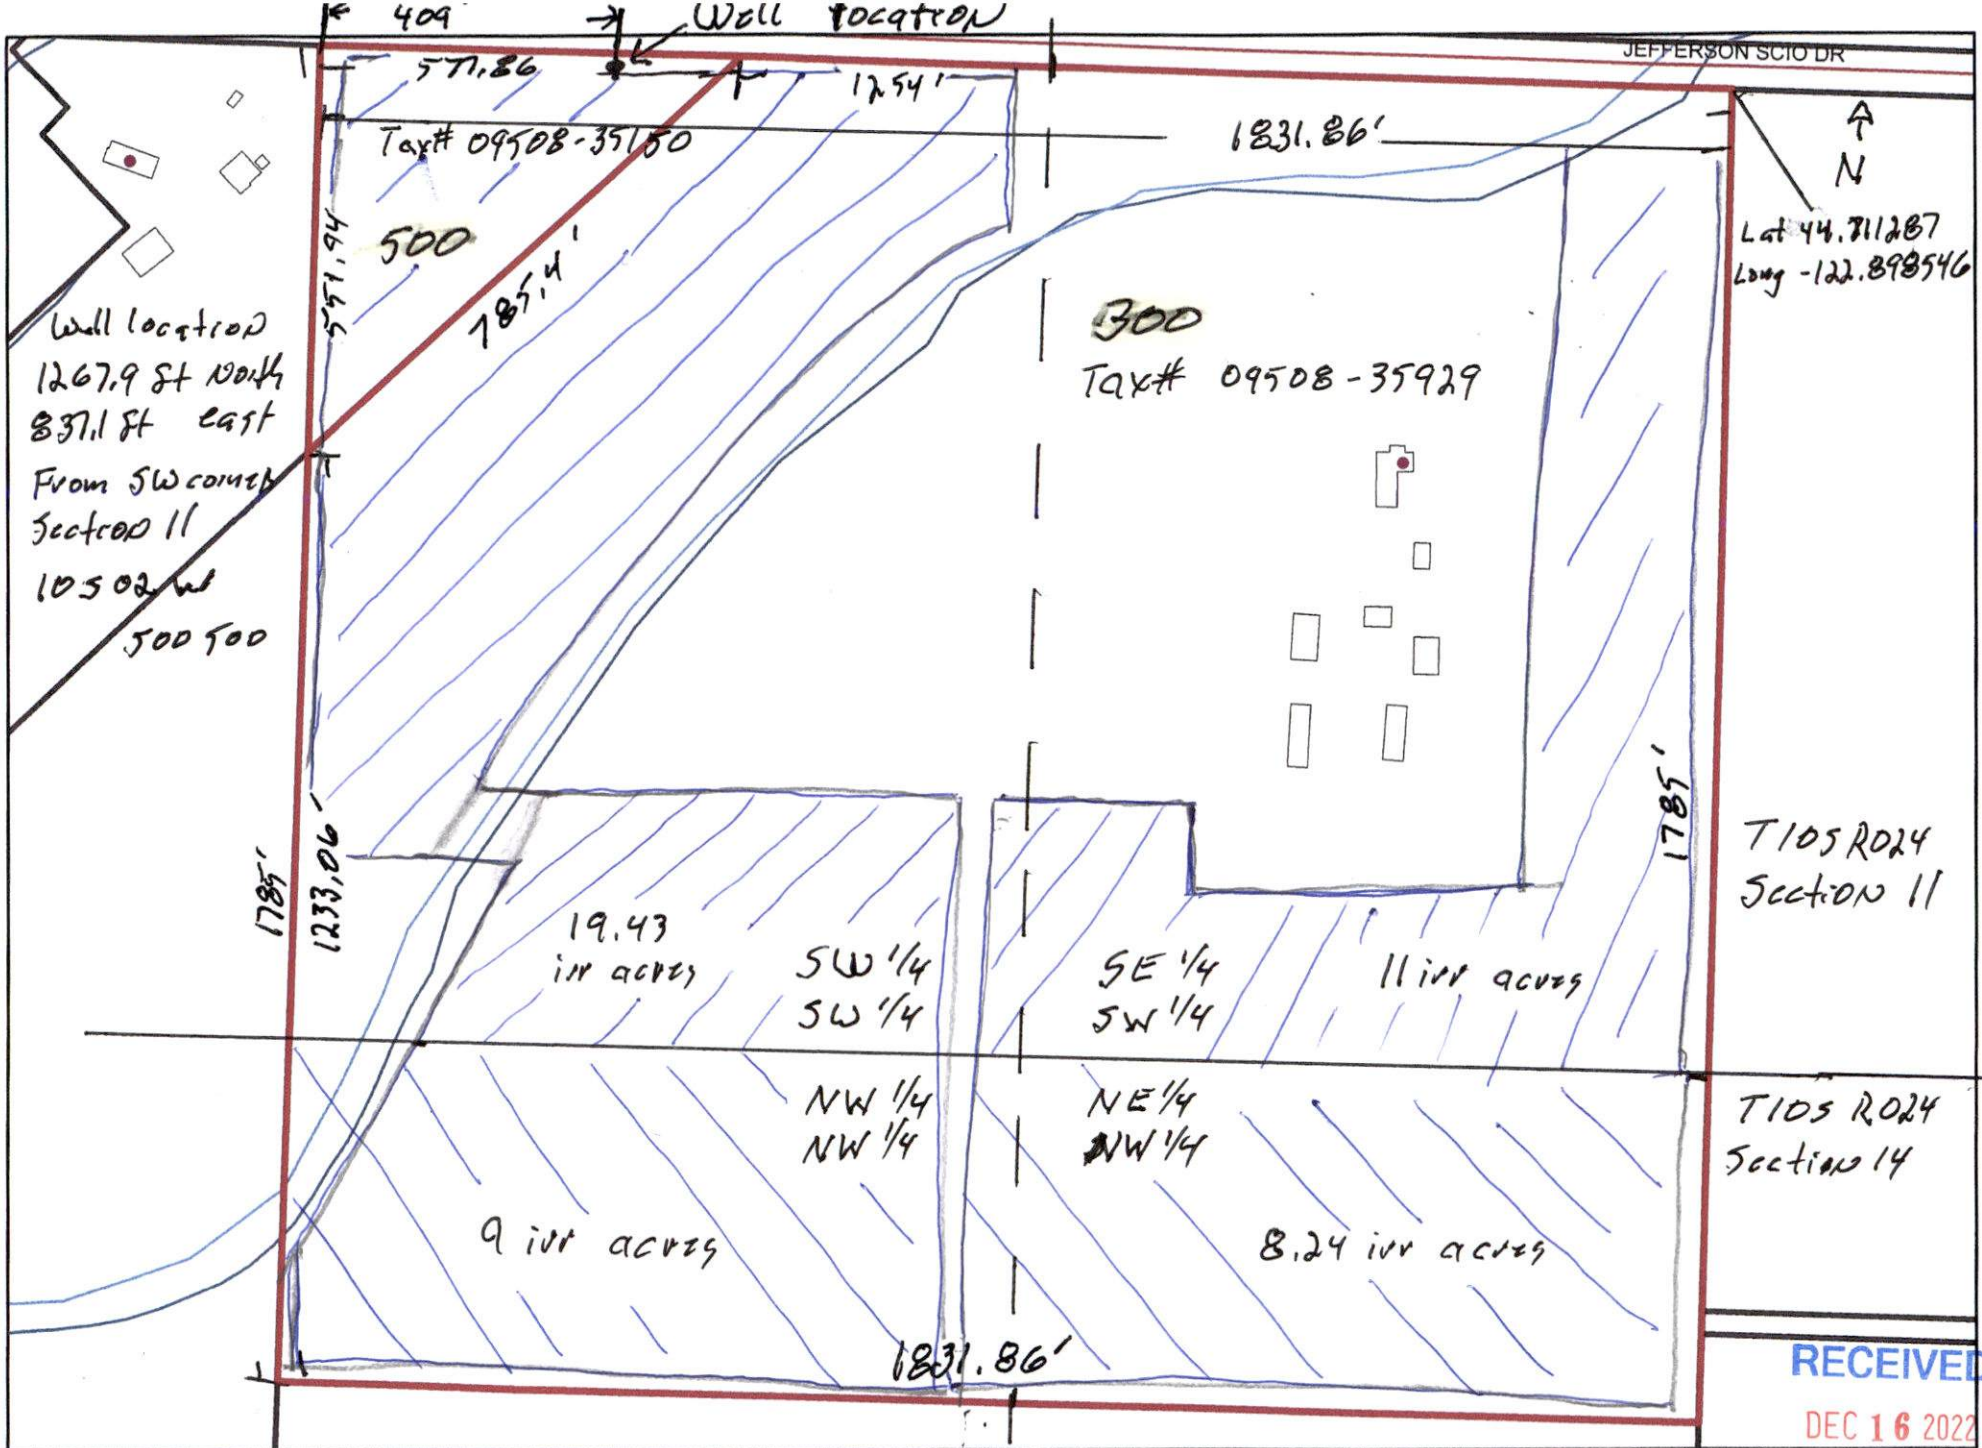 409
Well location
JEFFERSON SCIO DR
577.86
1254'
Tax# 09508-35150
1831.86'
N
551.94
500
785.4'
Lat 44.711287
Long -122.898546
Well location
1267.9 ft North
837.1 ft east
From SW corner
Section 11
500 500
300
Tax# 09508-35929
1785'
1233.06'
1785'
T10S R024
Section 11
19.43
irr acres
SW 1/4
SW 1/4
SE 1/4
SW 1/4
11 irr acres
NW 1/4
NW 1/4
NE 1/4
NW 1/4
T10S R024
Section 14
9 irr acres
8.24 irr acres
1831.86'
RECEIVED
DEC 16 2022